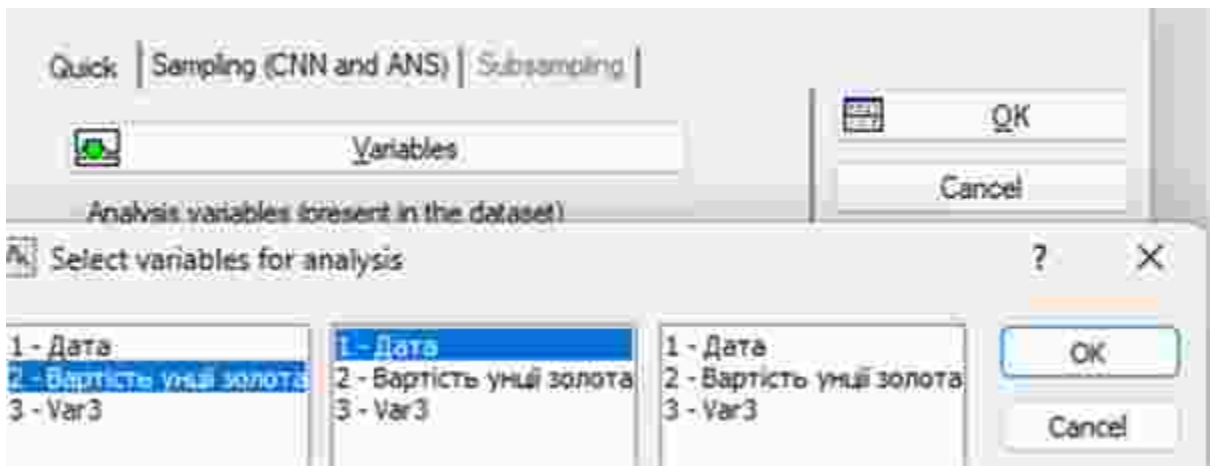 Quick Sampling (CNN and ANS) Subsampling
OK
Variables
Cancel
Analysis variables (present in the dataset)
Select variables for analysis ? X
1 - Дата
2 - Вартість унції золота
3 - Var3
1 - Дата
2 - Вартість унції золота
3 - Var3
1 - Дата
2 - Вартість унції золота
3 - Var3
OK
Cancel